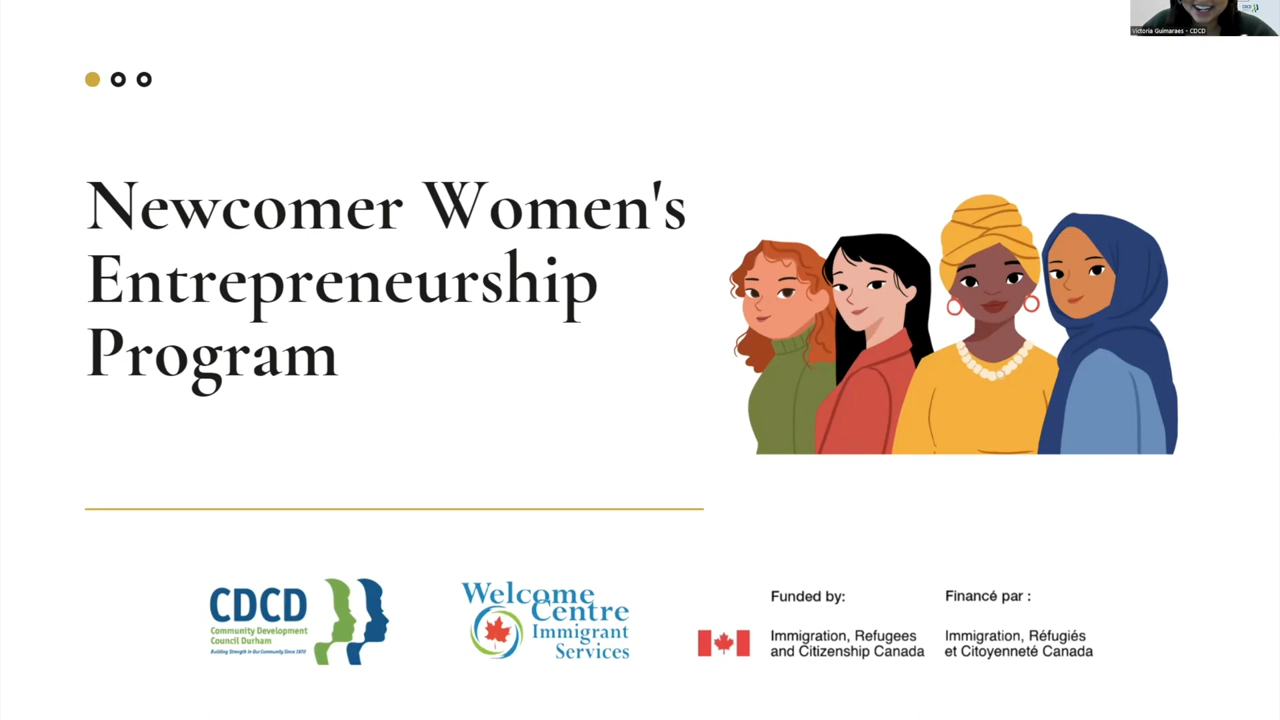 Victoria Guimaraes - CDCD
Newcomer Women's
Entrepreneurship
Program
CDCD
Community Development
Council Durham
Building Strength in Our Community Since 1970
Welcome
Centre
Immigrant
Services
Funded by:
Immigration, Refugees
and Citizenship Canada
Financé par :
Immigration, Réfugiés
et Citoyenneté Canada